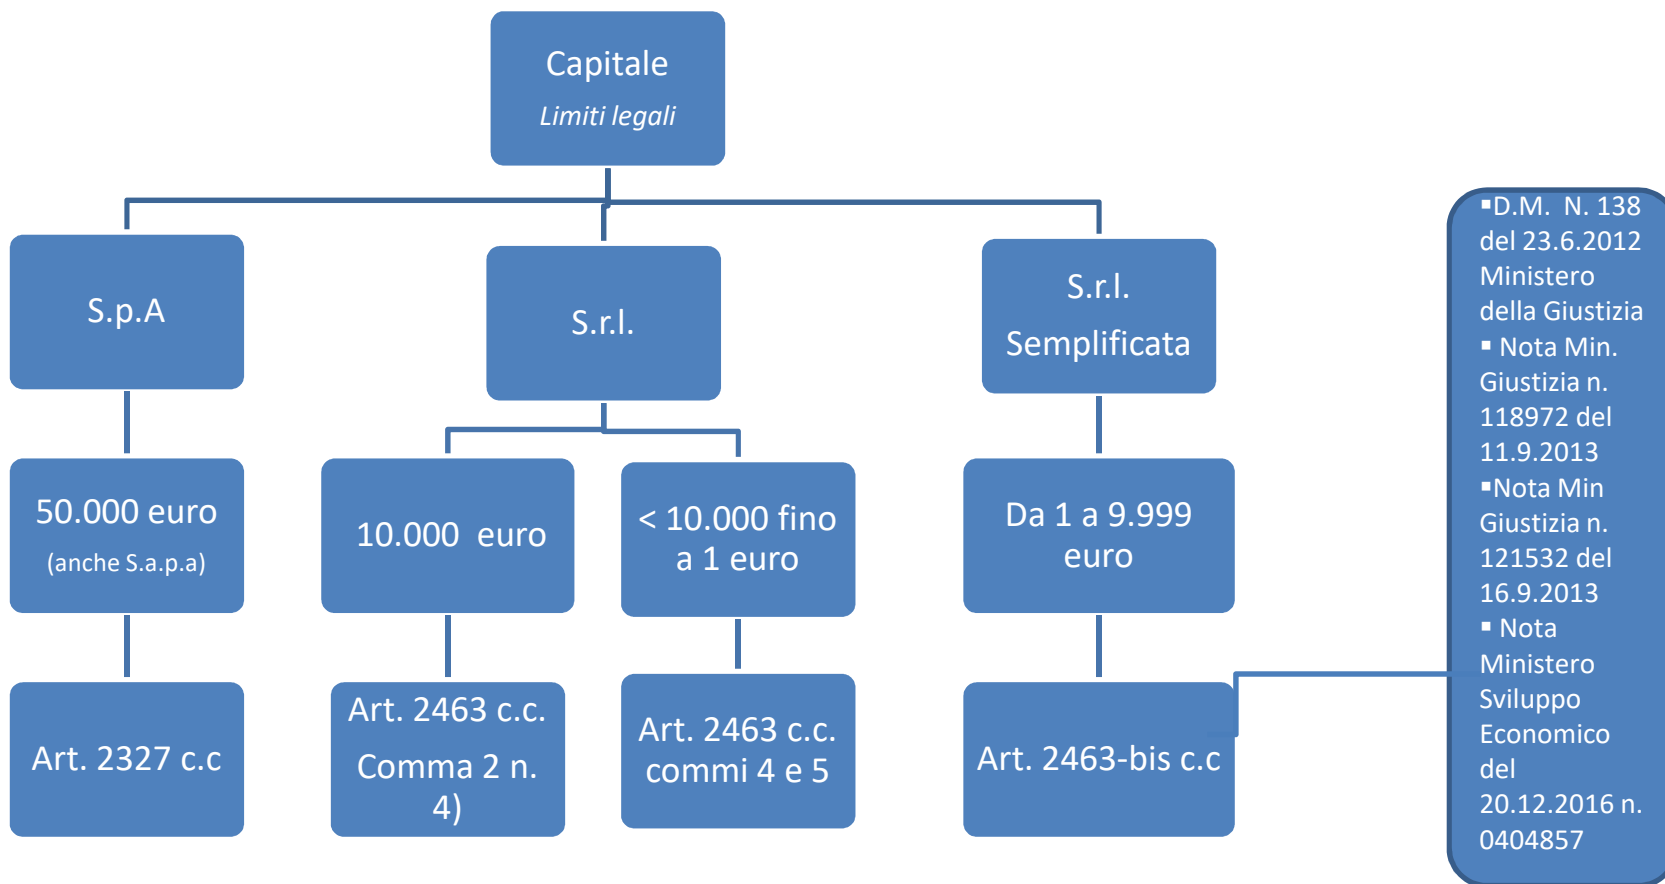 Capitale
Limiti legali
S.p.A
S.r.l.
S.r.l.
Semplificata
50.000 euro
(anche S.a.p.a)
10.000 euro
< 10.000 fino
a 1 euro
Da 1 a 9.999
euro
Art. 2327 c.c
Art. 2463 c.c.
Comma 2 n.
4)
Art. 2463 c.c.
commi 4 e 5
Art. 2463-bis c.c
▪D.M. N. 138
del 23.6.2012
Ministero
della Giustizia
▪ Nota Min.
Giustizia n.
118972 del
11.9.2013
▪Nota Min
Giustizia n.
121532 del
16.9.2013
▪ Nota
Ministero
Sviluppo
Economico
del
20.12.2016 n.
0404857